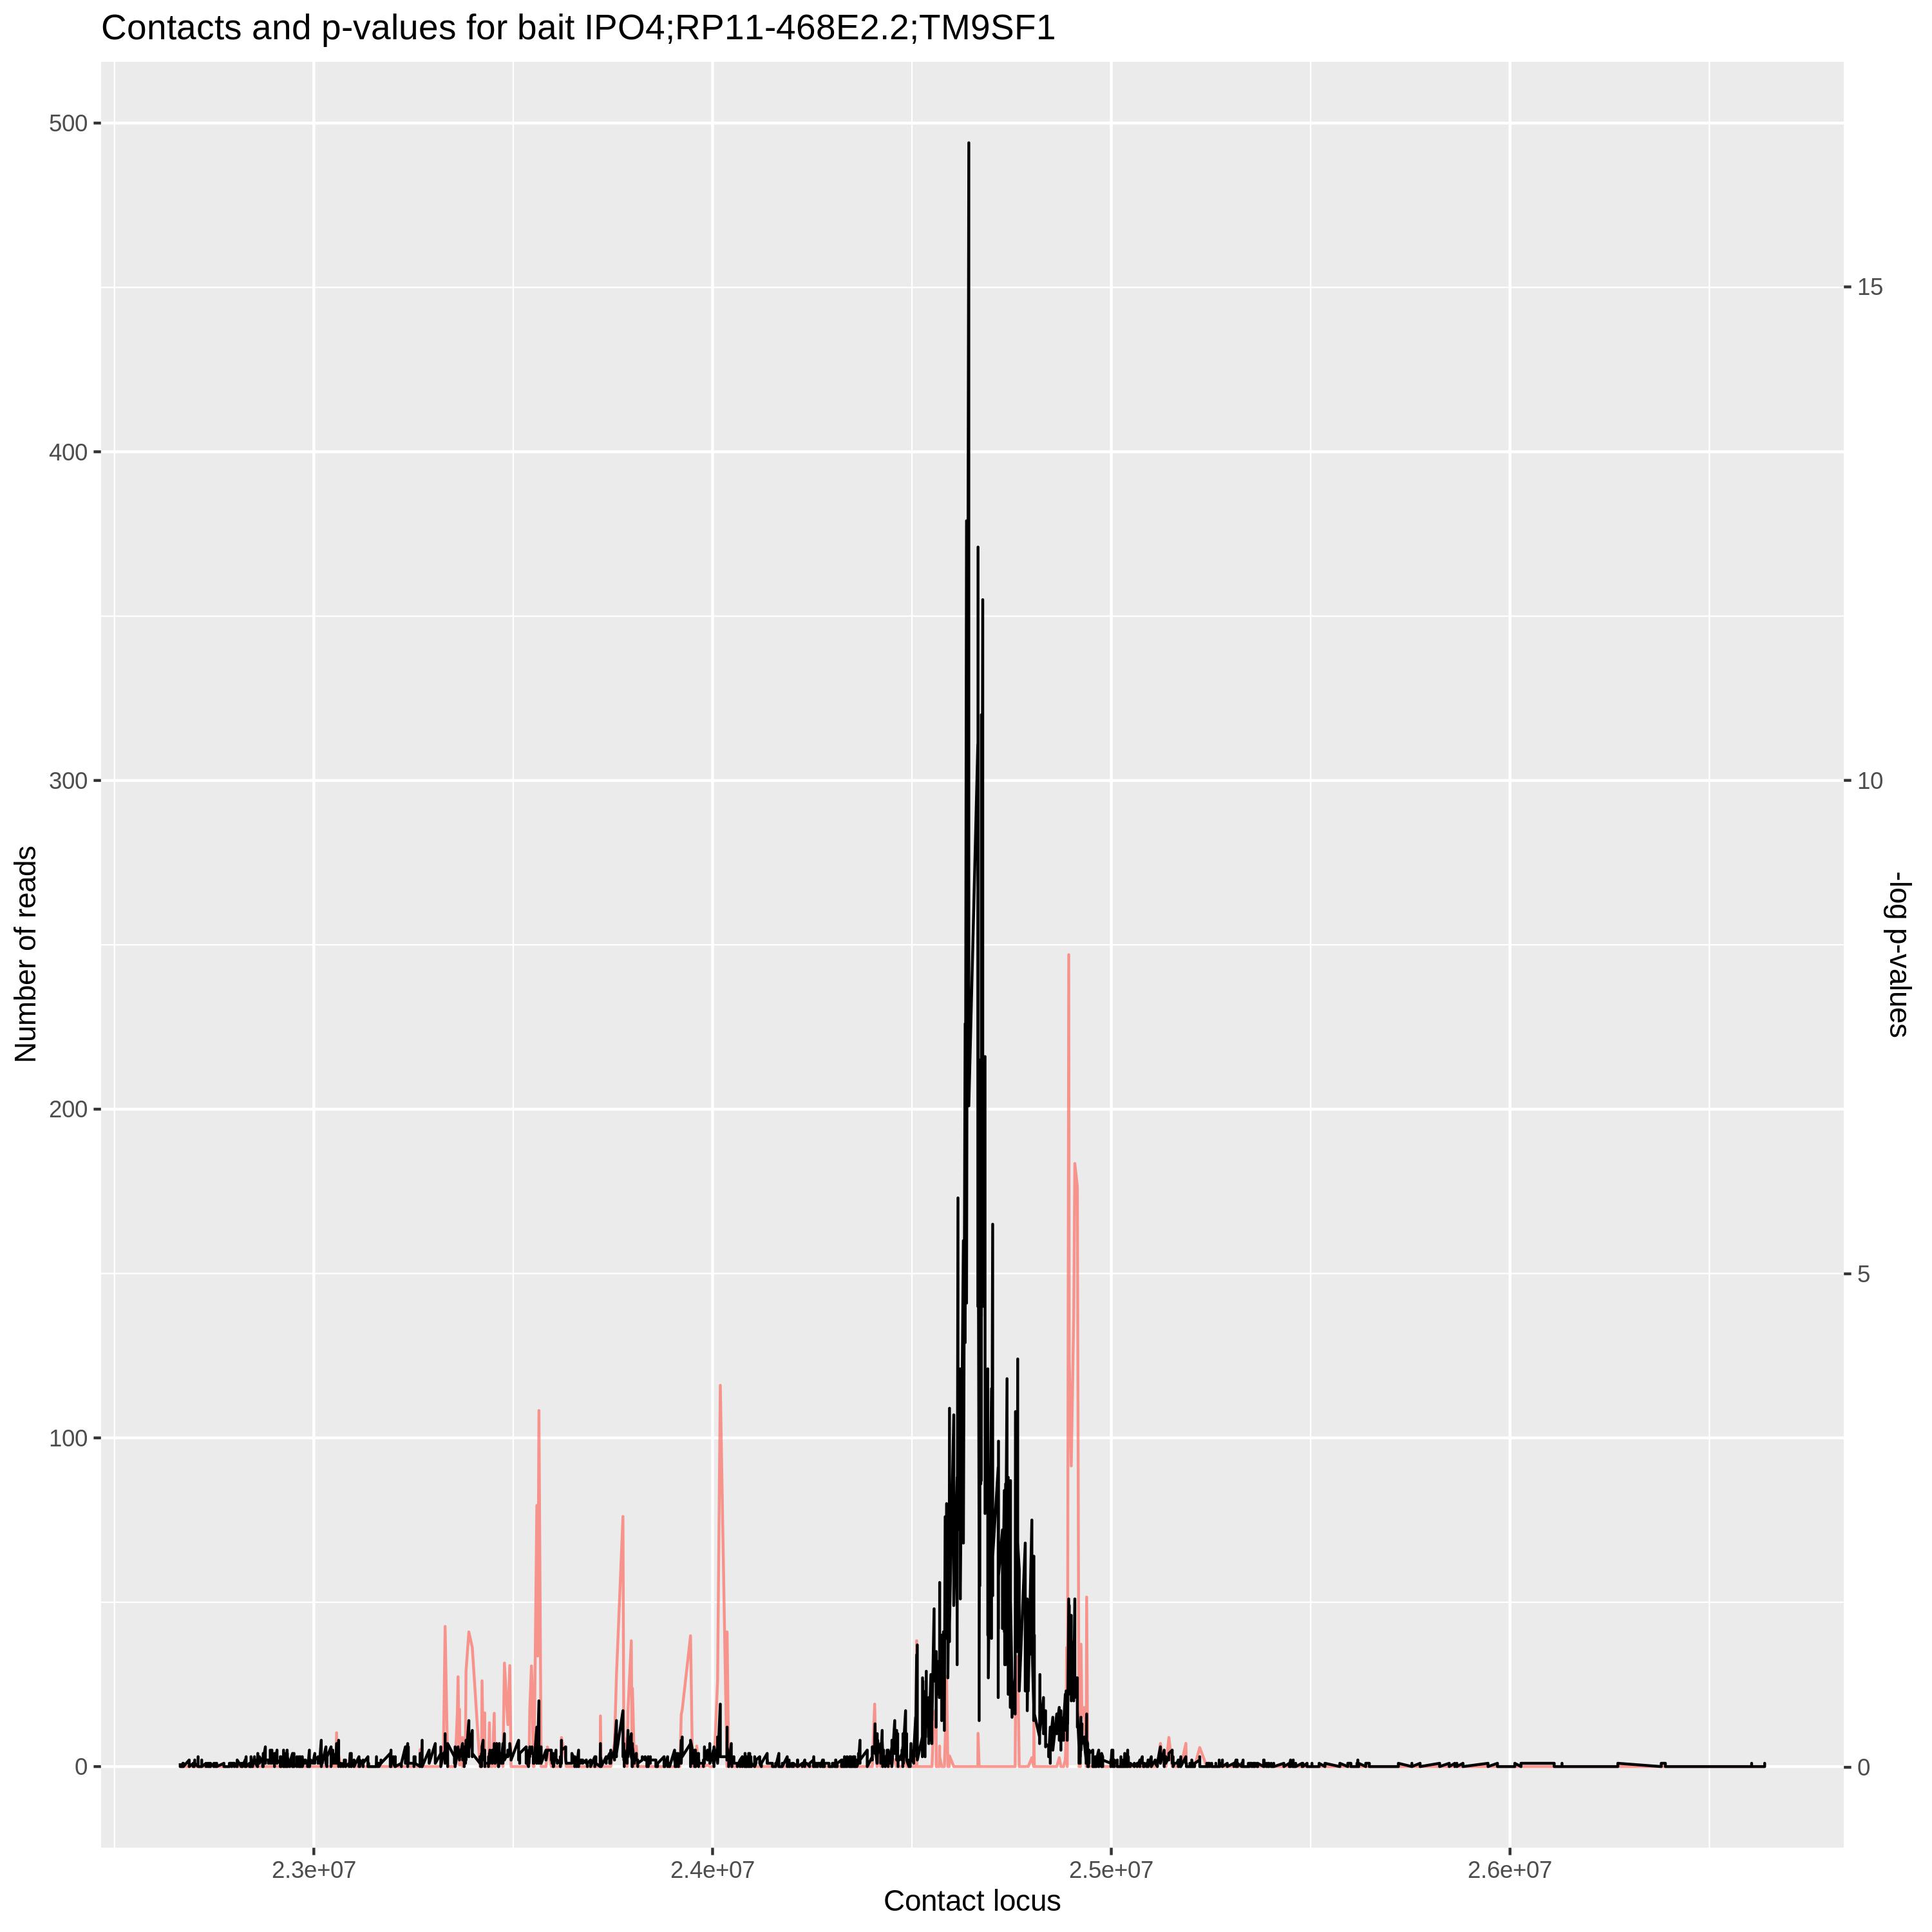 Contacts and p-values for bait IPO4;RP11-468E2.2;TM9SF1
500
400
300
200
100
0
Number of reads
15
10
5
0
-log p-values
2.3e+07
2.4e+07
2.5e+07
2.6e+07
Contact locus